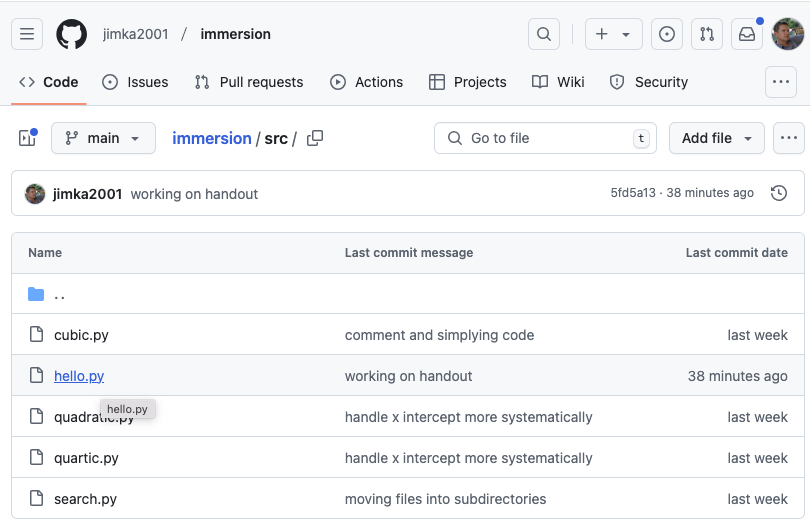 jimka2001 / immersion
Code Issues Pull requests Actions Projects Wiki Security
main immersion / src / Go to file t Add file
jimka2001 working on handout 5fd5a13 · 38 minutes ago
Name Last commit message Last commit date
..
cubic.py comment and simplying code last week
hello.py working on handout 38 minutes ago
hello.py
quadratic.py handle x intercept more systematically last week
quartic.py handle x intercept more systematically last week
search.py moving files into subdirectories last week